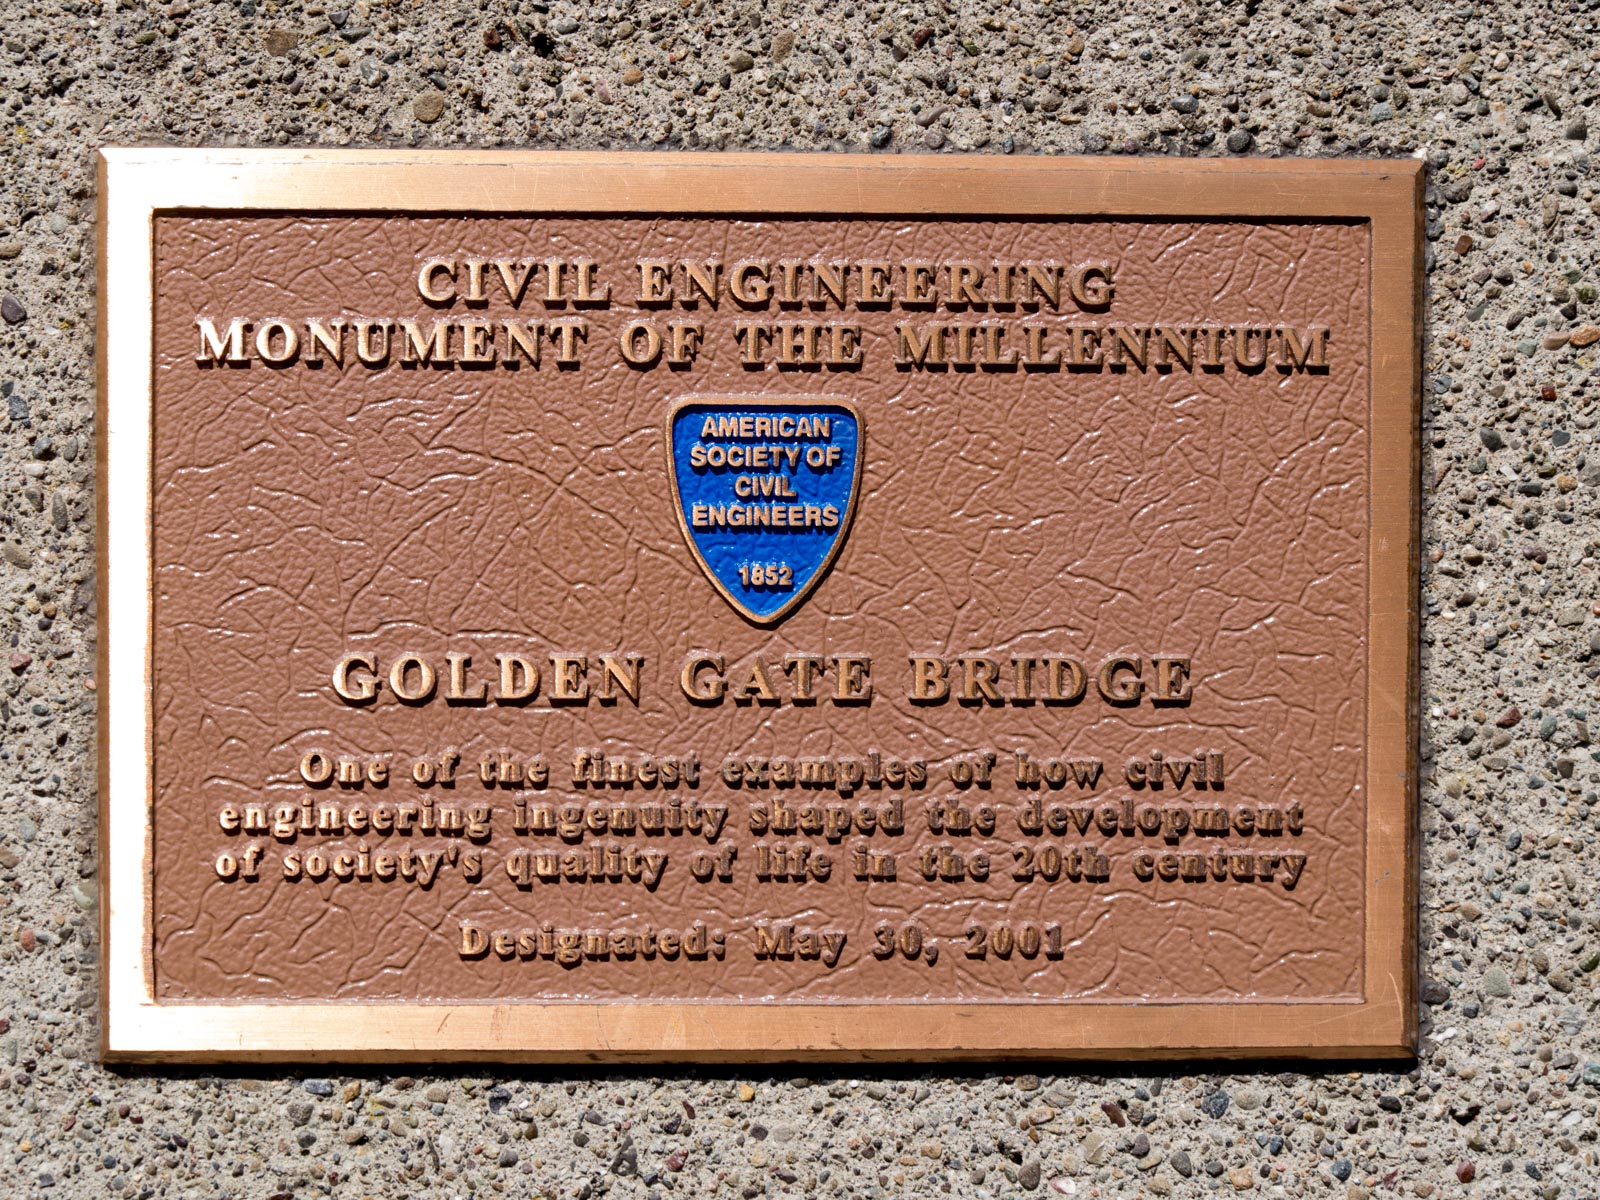 CIVIL ENGINEERING
MONUMENT OF THE MILLENNIUM
AMERICAN
SOCIETY OF
CIVIL
ENGINEERS
1852
GOLDEN GATE BRIDGE
One of the finest examples of how civil
engineering ingenuity shaped the development
of society's quality of life in the 20th century
Designated: May 30, 2001